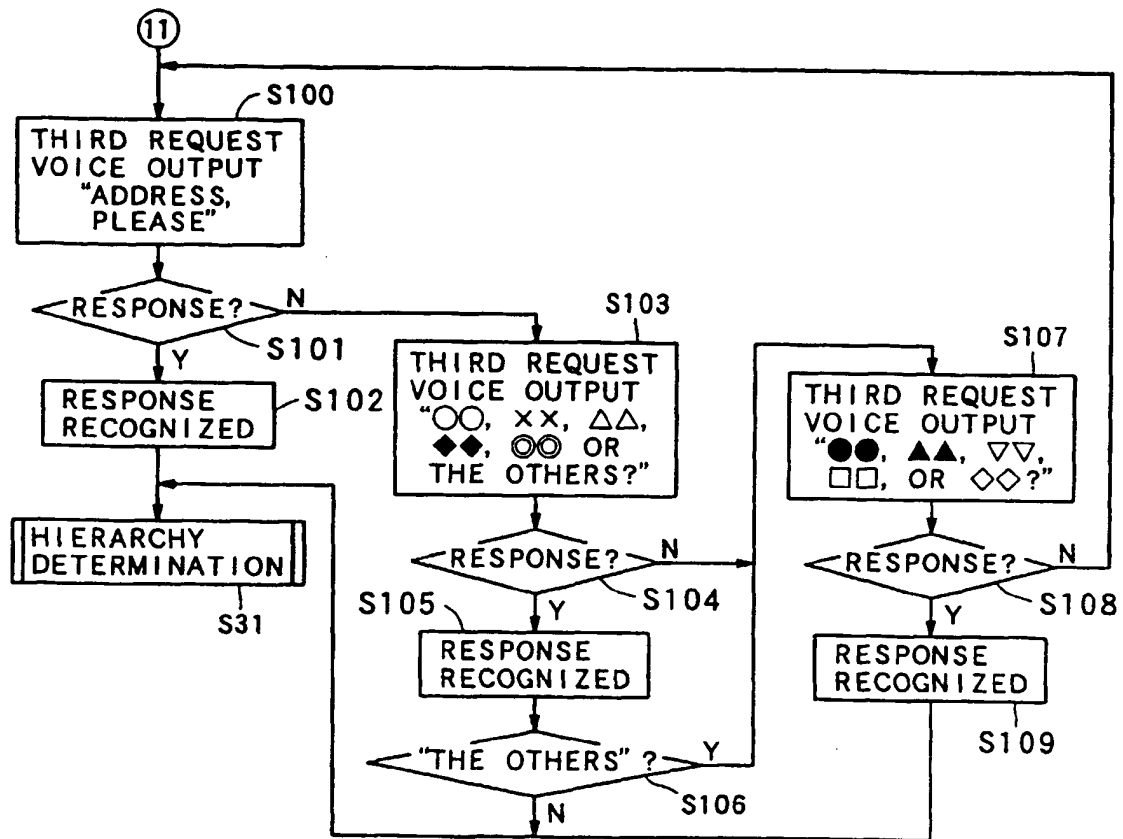 11
S100
THIRD REQUEST
VOICE OUTPUT
“ADDRESS,
PLEASE”
RESPONSE?
N
S101
Y
RESPONSE
RECOGNIZED
S102
HIERARCHY
DETERMINATION
S31
S103
THIRD REQUEST
VOICE OUTPUT
“○○, ××, △△,
◆◆, ◎◎ OR
THE OTHERS?”
RESPONSE?
N
S104
Y
S105
RESPONSE
RECOGNIZED
“THE OTHERS” ?
Y
S106
N
S107
THIRD REQUEST
VOICE OUTPUT
“●●, ▲▲, ▽▽,
□□, OR ◇◇?”
RESPONSE?
N
S108
Y
RESPONSE
RECOGNIZED
S109